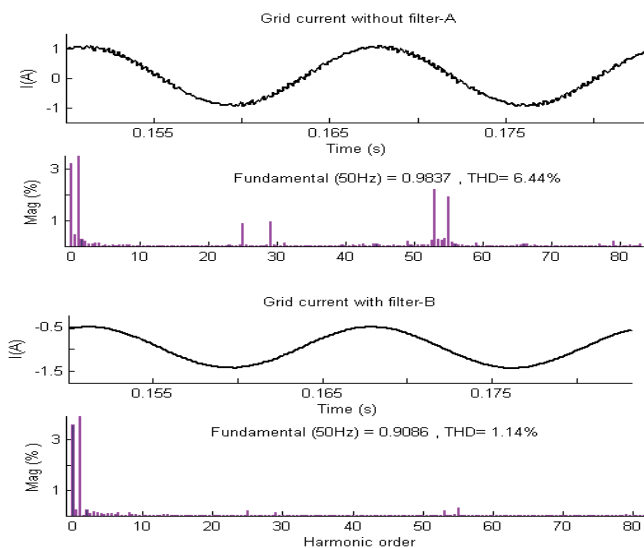 Grid current without filter-A
I(A)
1
0
-1
0.155 0.165 0.175
Time (s)
Mag (%)
3
1
Fundamental (50Hz) = 0.9837 , THD= 6.44%
0 10 20 30 40 50 60 70 80
Grid current with filter-B
I(A)
-0.5
-1.5
0.155 0.165 0.175
Time (s)
Mag (% )
3
1
Fundamental (50Hz) = 0.9086 , THD= 1.14%
0 10 20 30 40 50 60 70 80
Harmonic order